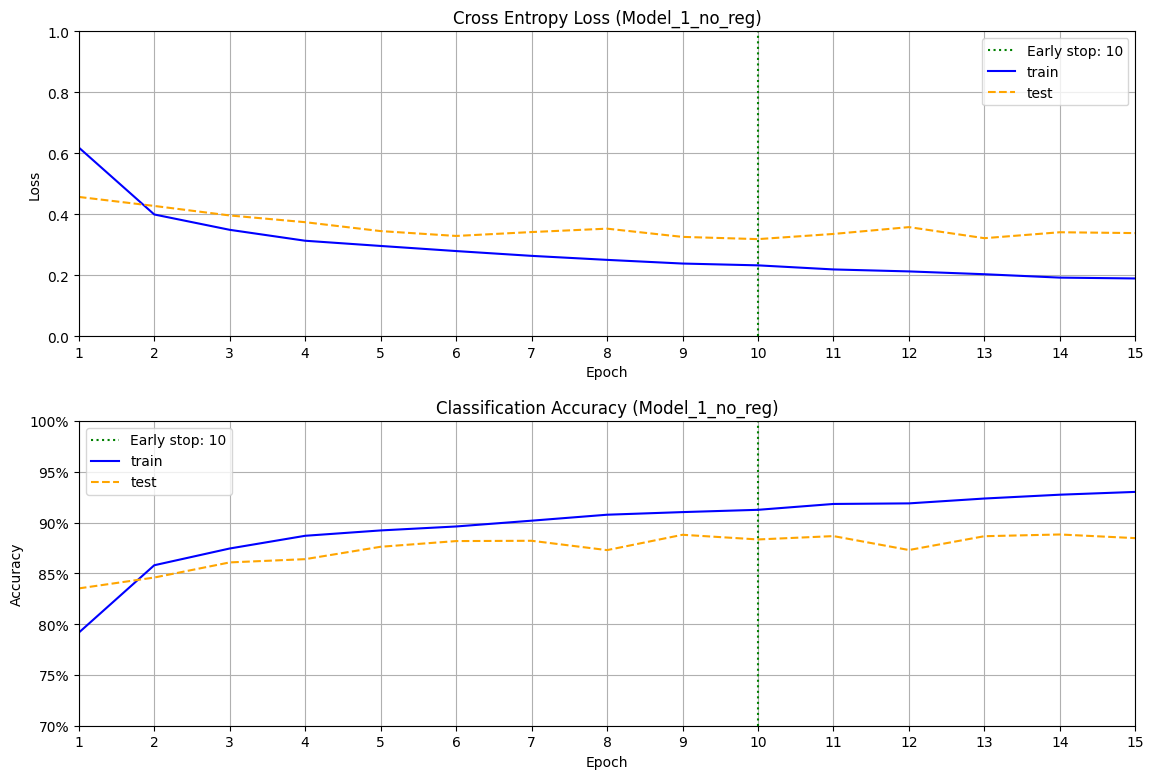 Cross Entropy Loss (Model_1_no_reg)
1.0
0.8
0.6
0.4
0.2
0.0
Loss
Early stop: 10
train
test
1 2 3 4 5 6 7 8 9 10 11 12 13 14 15
Epoch
Classification Accuracy (Model_1_no_reg)
100%
95%
90%
85%
80%
75%
70%
Accuracy
Early stop: 10
train
test
1 2 3 4 5 6 7 8 9 10 11 12 13 14 15
Epoch